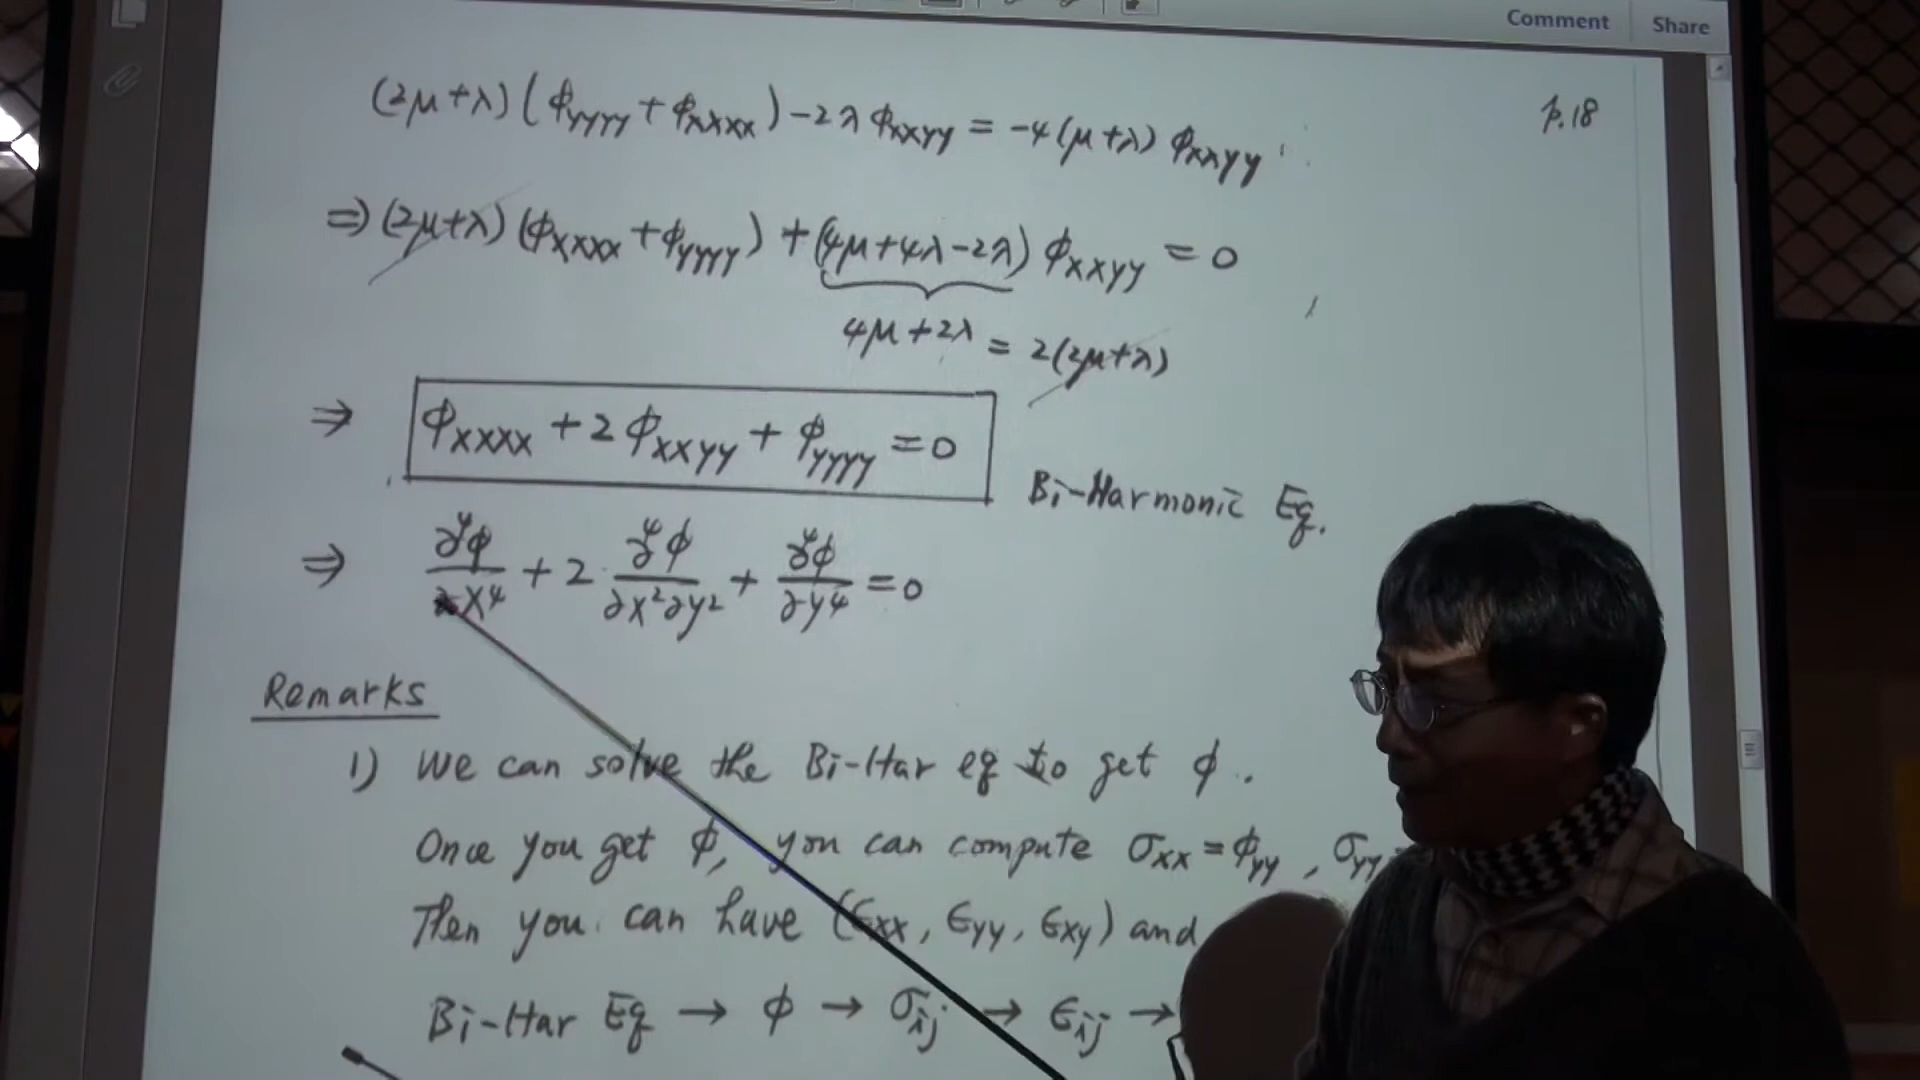 Comment Share
p.18
(2μ+λ)(ϕyyyy+ϕxxxx)-2λϕxxyy=-4(μ+λ)ϕxxyy
⇒(2μ+λ)(ϕxxxx+ϕyyyy)+(4μ+4λ-2λ)ϕxxyy=0
4μ+2λ=2(2μ+λ)
⇒ ϕxxxx+2ϕxxyy+ϕyyyy=0
Bi-Harmonic Eq.
⇒ ∂⁴ϕ/∂x⁴+2∂⁴ϕ/∂x²∂y²+∂⁴ϕ/∂y⁴=0
Remarks
1) We can solve the Bi-Har eq to get ϕ.
Once you get ϕ, you can compute σxx=ϕyy, σyy
Then you can have (ϵxx, ϵyy, ϵxy) and
Bi-Har Eq → ϕ → σij → ϵij →